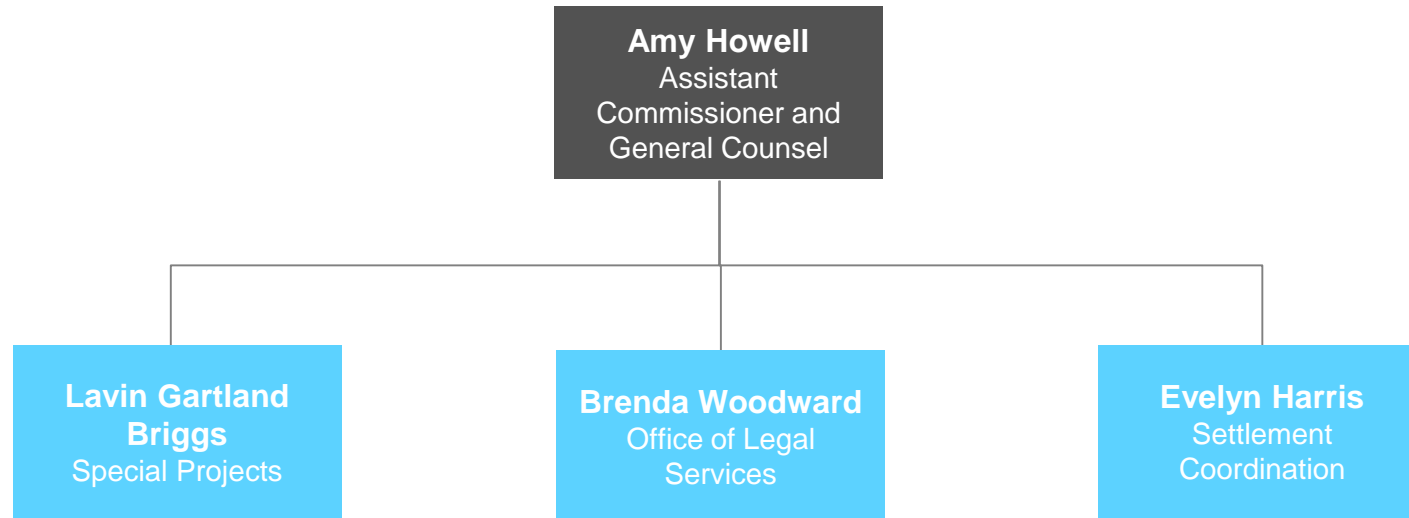 Amy Howell
Assistant
Commissioner and
General Counsel
Lavin Gartland
Briggs
Special Projects
Brenda Woodward
Office of Legal
Services
Evelyn Harris
Settlement
Coordination